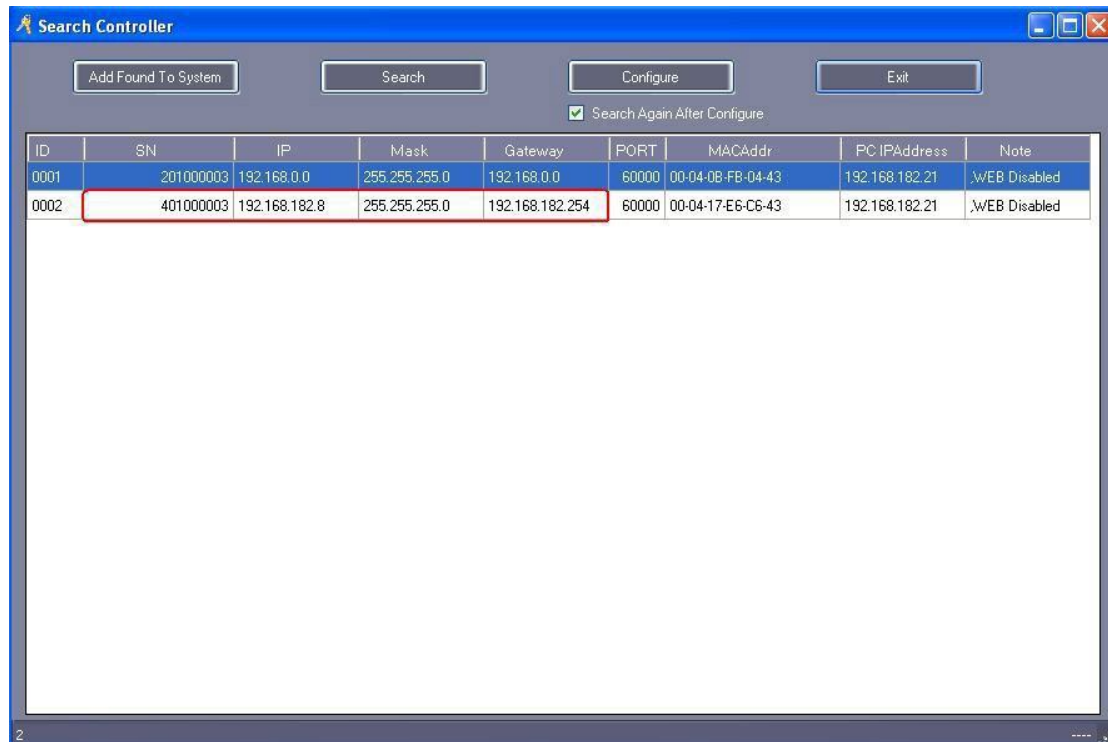 Search Controller
Add Found To System Search Configure Exit
Search Again After Configure
ID SN IP Mask Gateway PORT MACAddr PC IPAddress Note
0001 201000003 192.168.0.0 255.255.255.0 192.168.0.0 60000 00-04-0B-FB-04-43 192.168.182.21 ,WEB Disabled
0002 401000003 192.168.182.8 255.255.255.0 192.168.182.254 60000 00-04-17-E6-C6-43 192.168.182.21 ,WEB Disabled
2 ----